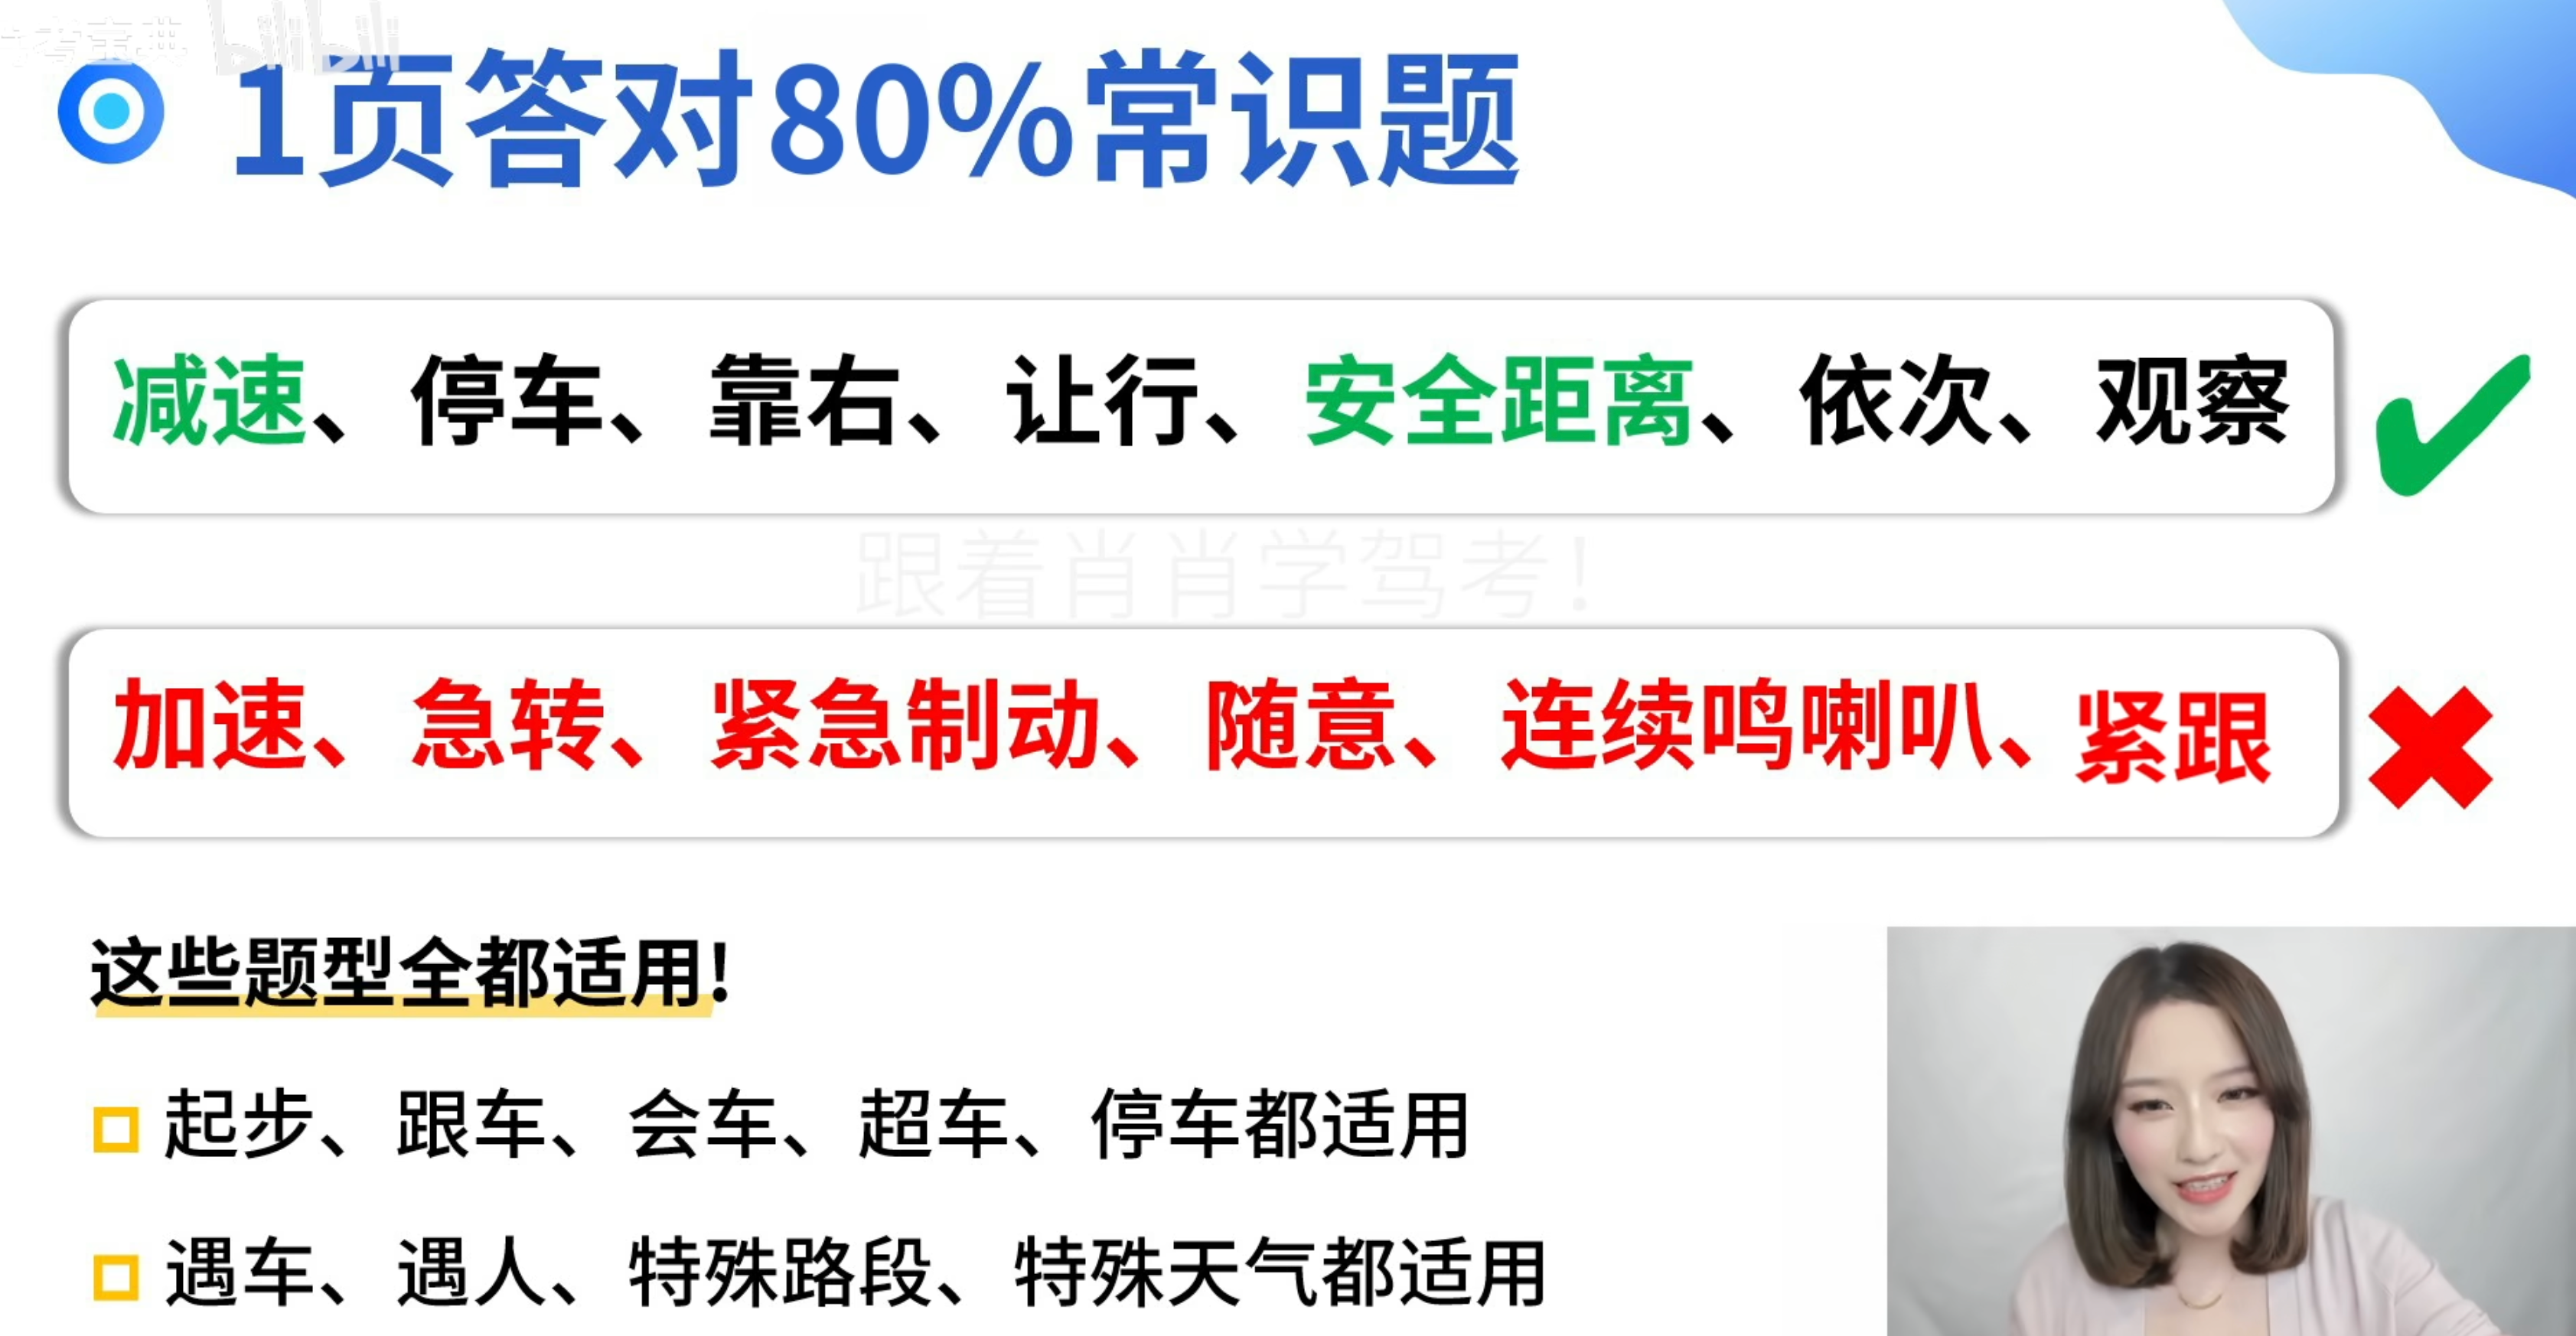 bilibili
1页答对80%常识题
减速、停车、靠右、让行、安全距离、依次、观察
跟着肖肖学驾考！
加速、急转、紧急制动、随意、连续鸣喇叭、紧跟
这些题型全都适用！
起步、跟车、会车、超车、停车都适用
遇车、遇人、特殊路段、特殊天气都适用